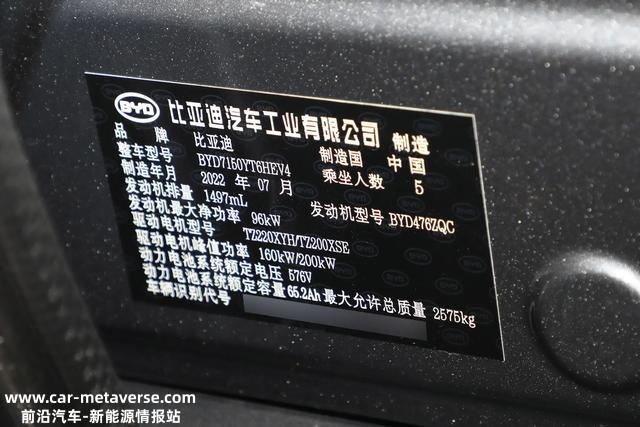 BYD 比亚迪汽车工业有限公司 制造
品 牌 比亚迪 制造国 中国
整车型号 BYD7150YT6HEV4 乘坐人数 5
制造年月 2022 年 07 月
发动机排量 1497mL 发动机型号 BYD476ZQC
发动机最大净功率 96kW
驱动电机型号 TZ220XYH/TZ200XSE
驱动电机峰值功率 160kW/200kW
动力电池系统额定电压 576V
动力电池系统额定容量 65.2Ah 最大允许总质量 2575kg
车辆识别代号
www.car-metaverse.com
前沿汽车-新能源情报站